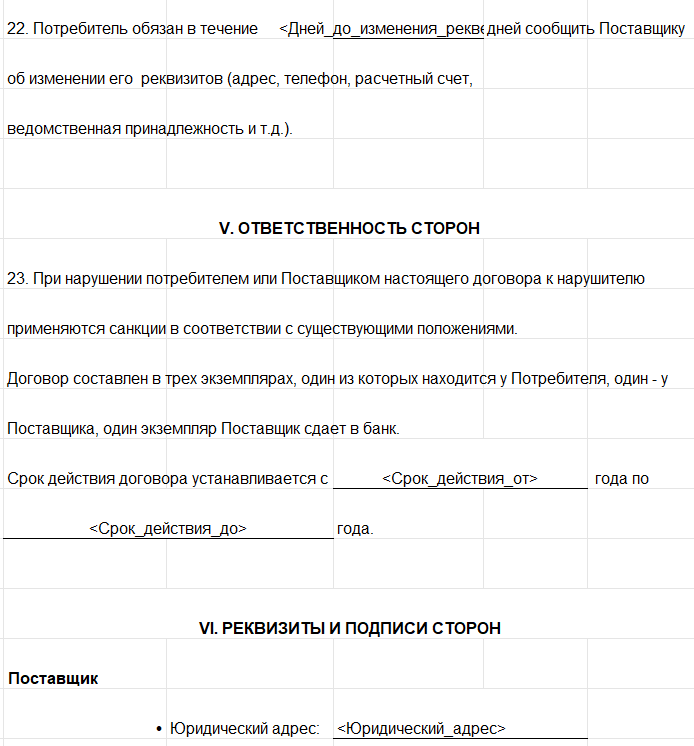 22. Потребитель обязан в течение <Дней_до_изменения_рекве дней сообщить Поставщику
об изменении его реквизитов (адрес, телефон, расчетный счет,
ведомственная принадлежность и т.д.).
V. ОТВЕТСТВЕННОСТЬ СТОРОН
23. При нарушении потребителем или Поставщиком настоящего договора к нарушителю
применяются санкции в соответствии с существующими положениями.
Договор составлен в трех экземплярах, один из которых находится у Потребителя, один - у
Поставщика, один экземпляр Поставщик сдает в банк.
Срок действия договора устанавливается с <Срок_действия_от> года по
<Срок_действия_до> года.
VI. РЕКВИЗИТЫ И ПОДПИСИ СТОРОН
Поставщик
• Юридический адрес: <Юридический_адрес>